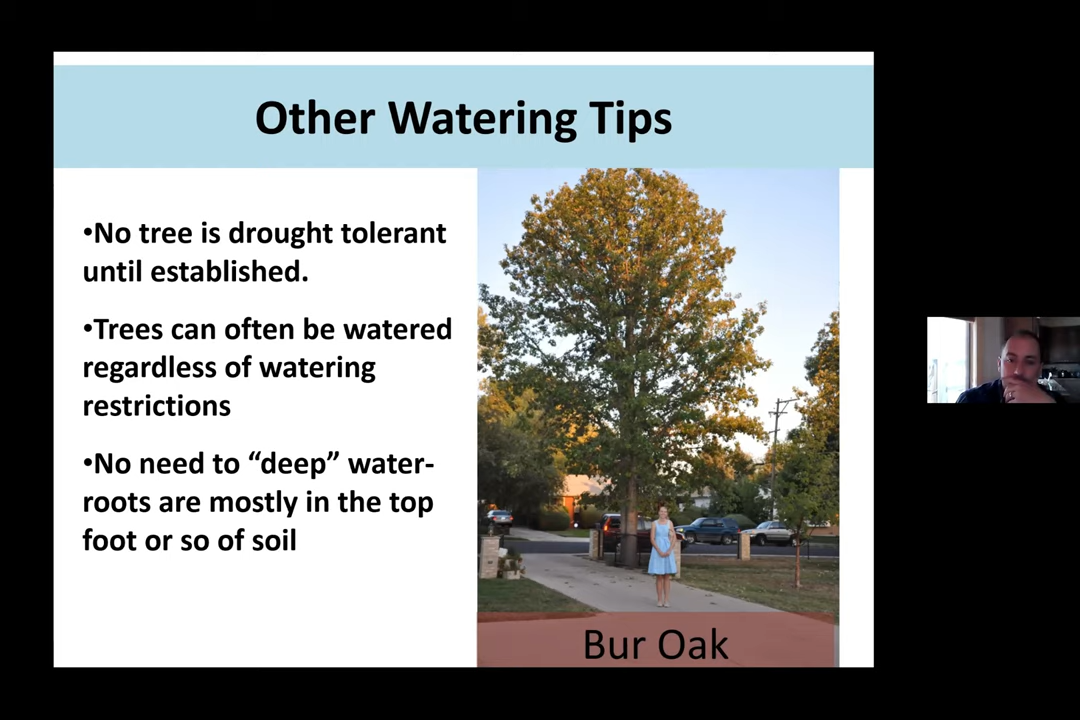 Other Watering Tips
•No tree is drought tolerant
until established.
•Trees can often be watered
regardless of watering
restrictions
•No need to “deep” water-
roots are mostly in the top
foot or so of soil
Bur Oak